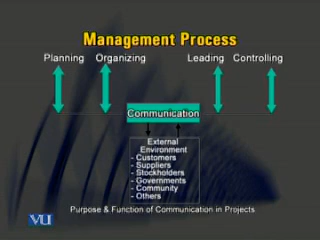 Management Process
Planning Organizing Leading Controlling
Communication
External
Environment
- Customers
- Suppliers
- Stockholders
- Governments
- Community
- Others
Purpose & Function of Communication in Projects
VU